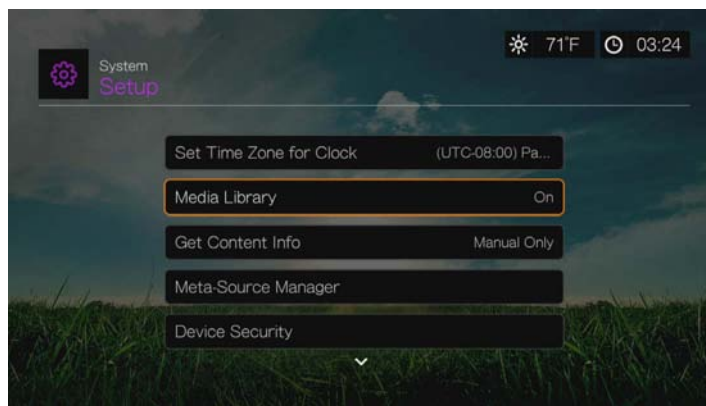 71°F 03:24
System
Setup
Set Time Zone for Clock (UTC-08:00) Pa...
Media Library On
Get Content Info Manual Only
Meta-Source Manager
Device Security